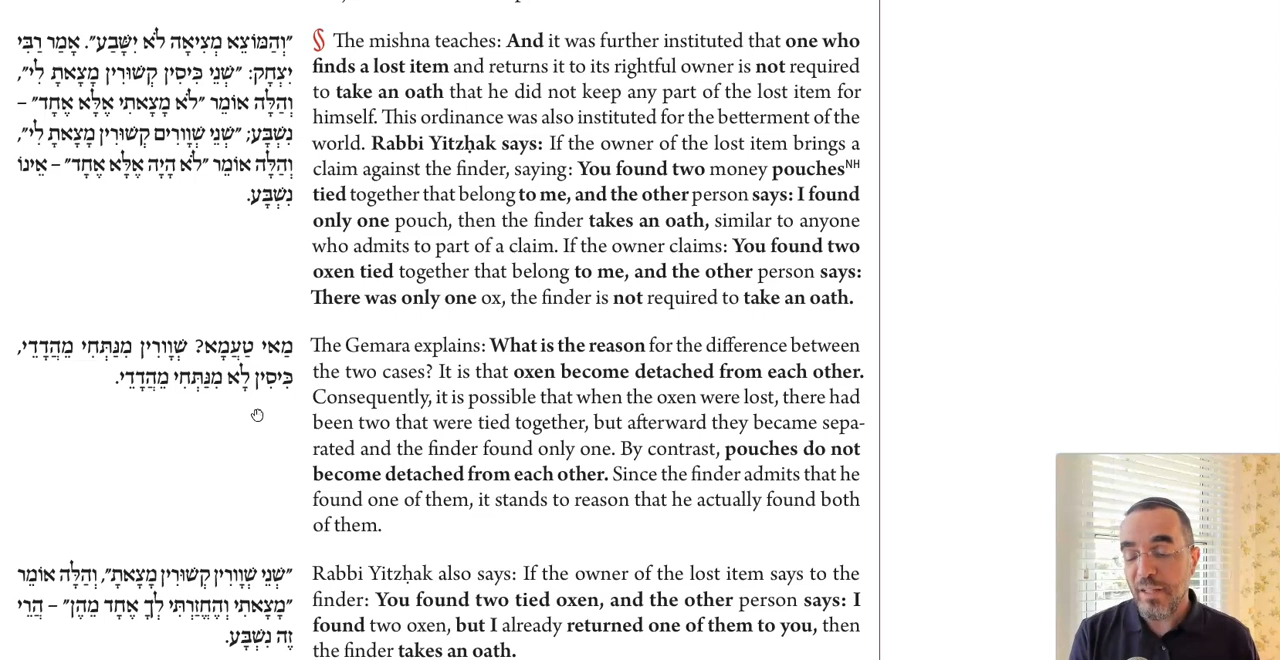 ״וְהַמּוֹצֵא מְצִיאָה לֹא יִשָּׁבַע״. אָמַר רַבִּי
יִצְחָק: ״שְׁנֵי כִּיסִין קְשׁוּרִין מָצָאתָ לִי״,
וְהַלָּה אוֹמֵר ״לֹא מָצָאתִי אֶלָּא אֶחָד״ –
נִשְׁבָּע; ״שְׁנֵי שְׁוָורִים קְשׁוּרִין מָצָאתָ לִי״,
וְהַלָּה אוֹמֵר ״לֹא הָיָה אֶלָּא אֶחָד״ – אֵינוֹ
נִשְׁבָּע.
§ The mishna teaches: And it was further instituted that one who
finds a lost item and returns it to its rightful owner is not required
to take an oath that he did not keep any part of the lost item for
himself. This ordinance was also instituted for the betterment of the
world. Rabbi Yitzḥak says: If the owner of the lost item brings a
claim against the finder, saying: You found two money pouchesNH
tied together that belong to me, and the other person says: I found
only one pouch, then the finder takes an oath, similar to anyone
who admits to part of a claim. If the owner claims: You found two
oxen tied together that belong to me, and the other person says:
There was only one ox, the finder is not required to take an oath.
מַאי טַעְמָא? שְׁוָורִין מִנַּתְּחִי מֵהֲדָדֵי,
כִּיסִין לָא מִנַּתְּחִי מֵהֲדָדֵי.
The Gemara explains: What is the reason for the difference between
the two cases? It is that oxen become detached from each other.
Consequently, it is possible that when the oxen were lost, there had
been two that were tied together, but afterward they became sepa-
rated and the finder found only one. By contrast, pouches do not
become detached from each other. Since the finder admits that he
found one of them, it stands to reason that he actually found both
of them.
״שְׁנֵי שְׁוָורִין קְשׁוּרִין מָצָאתָ״, וְהַלָּה אוֹמֵר
״מָצָאתִי וְהֶחֱזַרְתִּי לְךָ אֶחָד מֵהֶן״ – הֲרֵי
זֶה נִשְׁבָּע.
Rabbi Yitzḥak also says: If the owner of the lost item says to the
finder: You found two tied oxen, and the other person says: I
found two oxen, but I already returned one of them to you, then
the finder takes an oath.